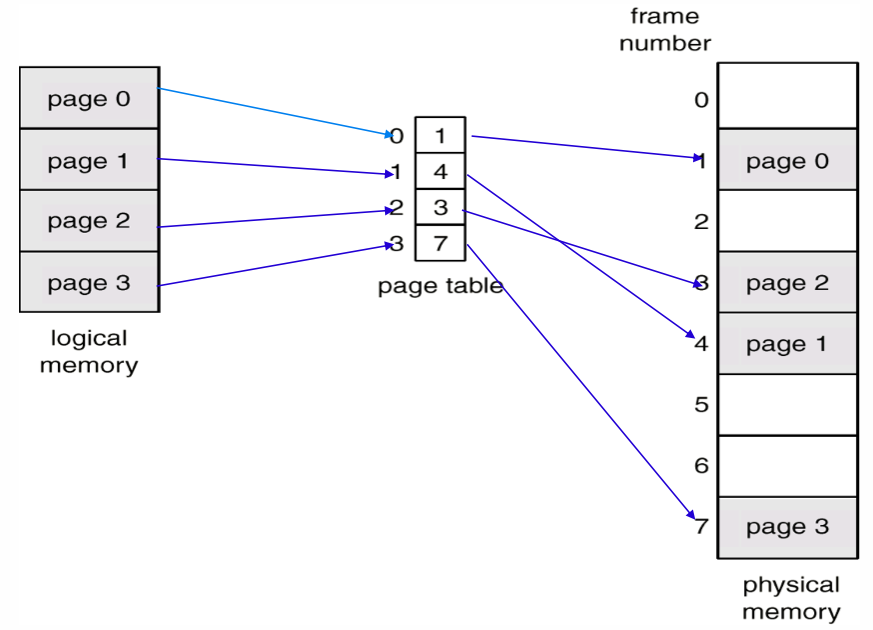 page 0
page 1
page 2
page 3
logical
memory
0 1
1 4
2 3
3 7
page table
frame
number
0
1 page 0
2
3 page 2
4 page 1
5
6
7 page 3
physical
memory